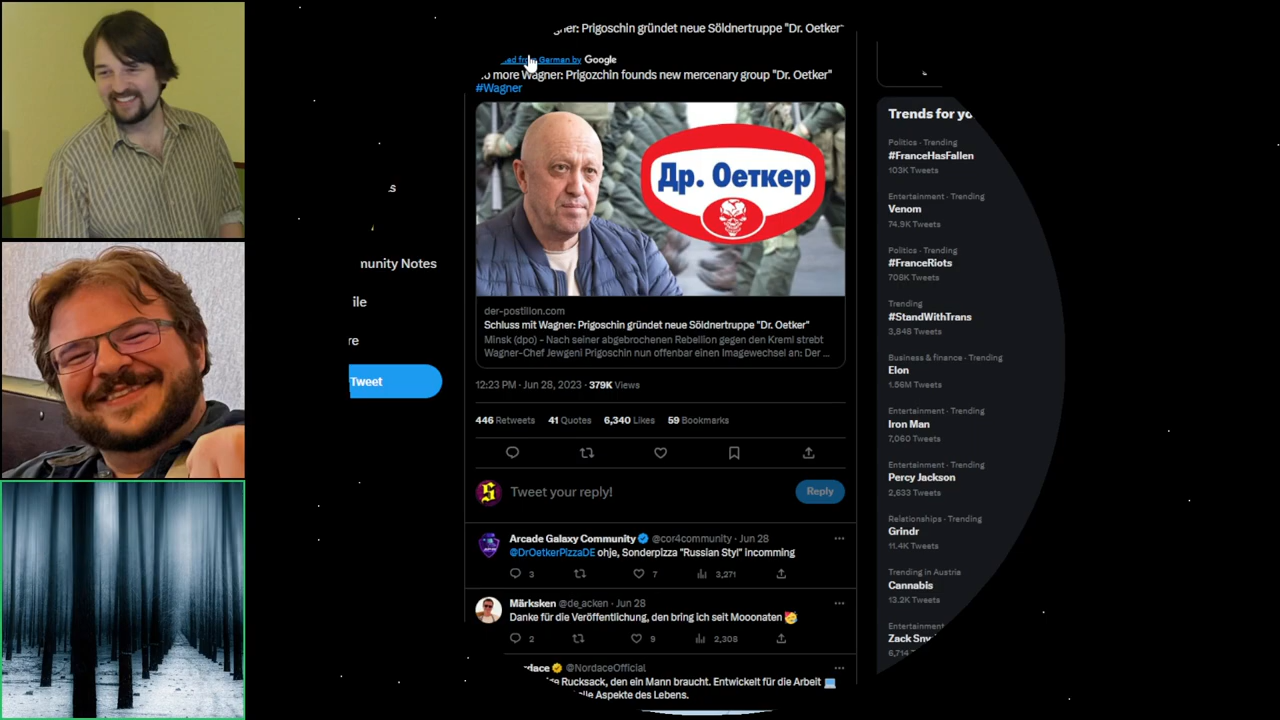 Prigoschin gründet neue Söldnertruppe "Dr. Oetker"
German by Google
more Wagner: Prigozchin founds new mercenary group "Dr. Oetker"
#Wagner
Др. Оеткер
der-postillon.com
Schluss mit Wagner: Prigoschin gründet neue Söldnertruppe "Dr. Oetker"
Minsk (dpo) - Nach seiner abgebrochenen Rebellion gegen den Kreml strebt
Wagner-Chef Jewgeni Prigoschin nun offenbar einen Imagewechsel an: Der ...
12:23 PM · Jun 28, 2023 · 379K Views
446 Retweets 41 Quotes 6,340 Likes 59 Bookmarks
Tweet your reply!
Reply
Arcade Galaxy Community @cor4community · Jun 28
@DrOetkerPizzaDE ohje, Sonderpizza "Russian Styl" incomming
3 7 3,271
Märksken @de_acken · Jun 28
Danke für die Veröffentlichung, den bring ich seit Mooonaten 🥳
2 9 2,308
@NordaceOfficial
Rucksack, den ein Mann braucht. Entwickelt für die Arbeit 💻
Aspekte des Lebens.
Notes
Tweet
Trends for
Politics · Trending
#FranceHasFallen
103K Tweets
Entertainment · Trending
Venom
74.9K Tweets
Politics · Trending
#FranceRiots
708K Tweets
Trending
#StandWithTrans
3,848 Tweets
Business & finance · Trending
Elon
1.56M Tweets
Entertainment · Trending
Iron Man
7,060 Tweets
Entertainment · Trending
Percy Jackson
2,633 Tweets
Relationships · Trending
Grindr
11.4K Tweets
Trending in Austria
Cannabis
13.2K Tweets
Entertainment
Zack
6,714